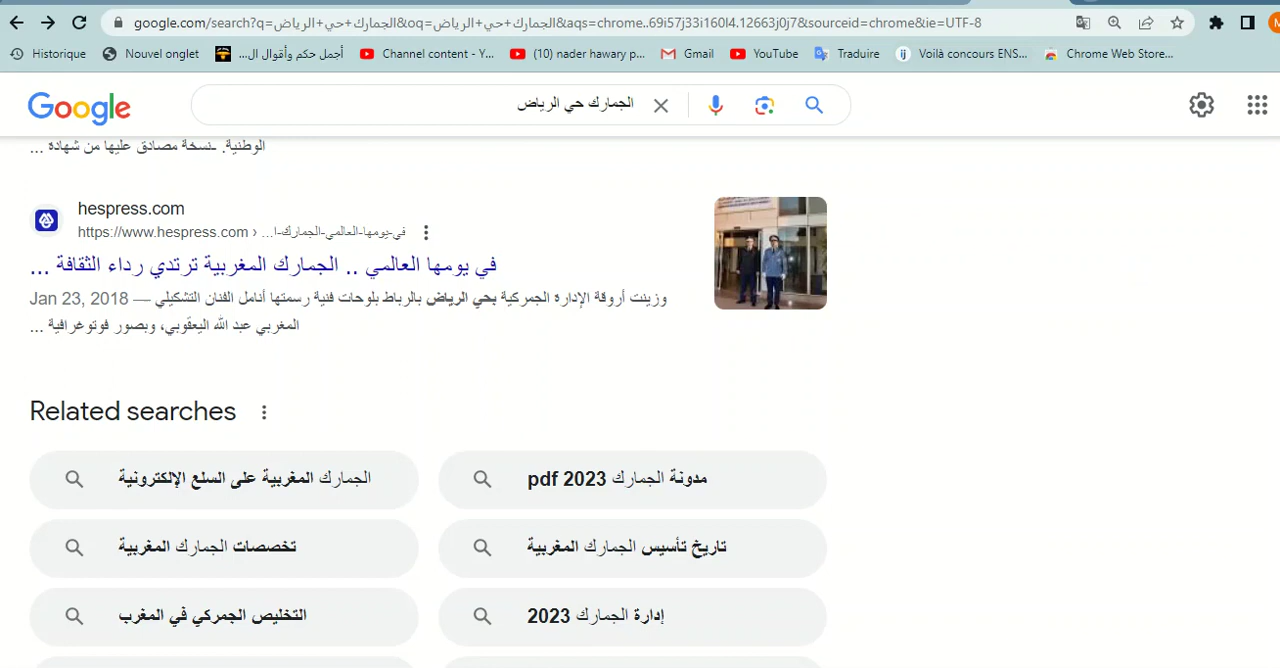 google.com/search?q=الجمارك+حي+الرياض&oq=الجمارك+حي+الرياض&aqs=chrome..69i57j33i160l4.12663j0j7&sourceid=chrome&ie=UTF-8
Historique
Nouvel onglet
أجمل حكم وأقوال ال...
Channel content - Y...
(10) nader hawary p...
Gmail
YouTube
Traduire
Voilà concours ENS...
Chrome Web Store...
Google
الجمارك حي الرياض
الوطنية. ـنسخة مصادق عليها من شهادة ...
hespress.com
https://www.hespress.com › في-يومها-العالمي-الجمارك-ا...
في يومها العالمي .. الجمارك المغربية ترتدي رداء الثقافة ...
Jan 23, 2018 — وزينت أروقة الإدارة الجمركية بحي الرياض بالرباط بلوحات فنية رسمتها أنامل الفنان التشكيلي
المغربي عبد الله اليعقوبي، وبصور فوتوغرافية ...
Related searches
الجمارك المغربية على السلع الإلكترونية
مدونة الجمارك 2023 pdf
تخصصات الجمارك المغربية
تاريخ تأسيس الجمارك المغربية
التخليص الجمركي في المغرب
إدارة الجمارك 2023